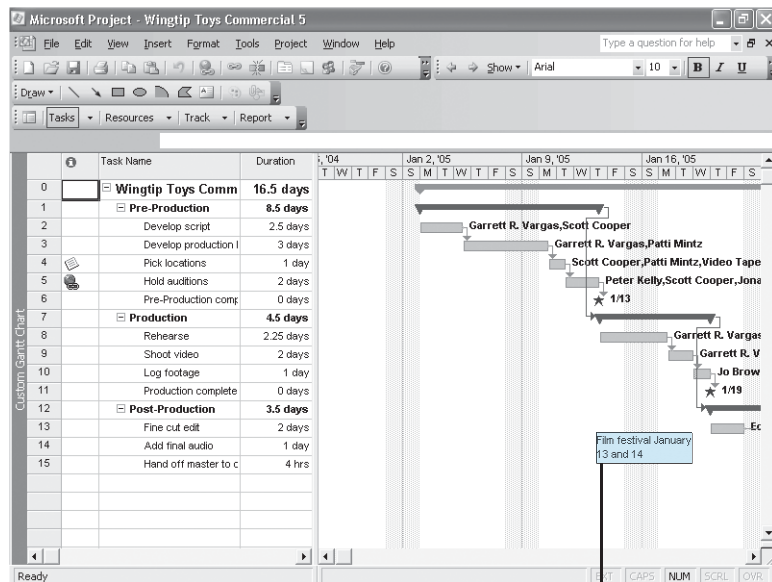 Microsoft Project - Wingtip Toys Commercial 5
File Edit View Insert Format Tools Project Window Help Type a question for help
Show Arial 10 B I U
Draw
Tasks Resources Track Report
Task Name Duration , '04 Jan 2, '05 Jan 9, '05 Jan 16, '05
T W T F S S M T W T F S S M T W T F S S M T W T F S
0 Wingtip Toys Comm 16.5 days
1 Pre-Production 8.5 days
2 Develop script 2.5 days Garrett R. Vargas,Scott Cooper
3 Develop production 3 days Garrett R. Vargas,Patti Mintz
4 Pick locations 1 day Scott Cooper,Patti Mintz,Video Tape
5 Hold auditions 2 days Peter Kelly,Scott Cooper,Jona
6 Pre-Production comp 0 days 1/13
7 Production 4.5 days
8 Rehearse 2.25 days Garrett R. Vargas
9 Shoot video 2 days Garrett R. V
10 Log footage 1 day Jo Brow
11 Production complete 0 days 1/19
12 Post-Production 3.5 days
13 Fine cut edit 2 days Ed
14 Add final audio 1 day
15 Hand off master to c 4 hrs
Film festival January
13 and 14
Custom Gantt Chart
Ready EXT CAPS NUM SCRL OVR